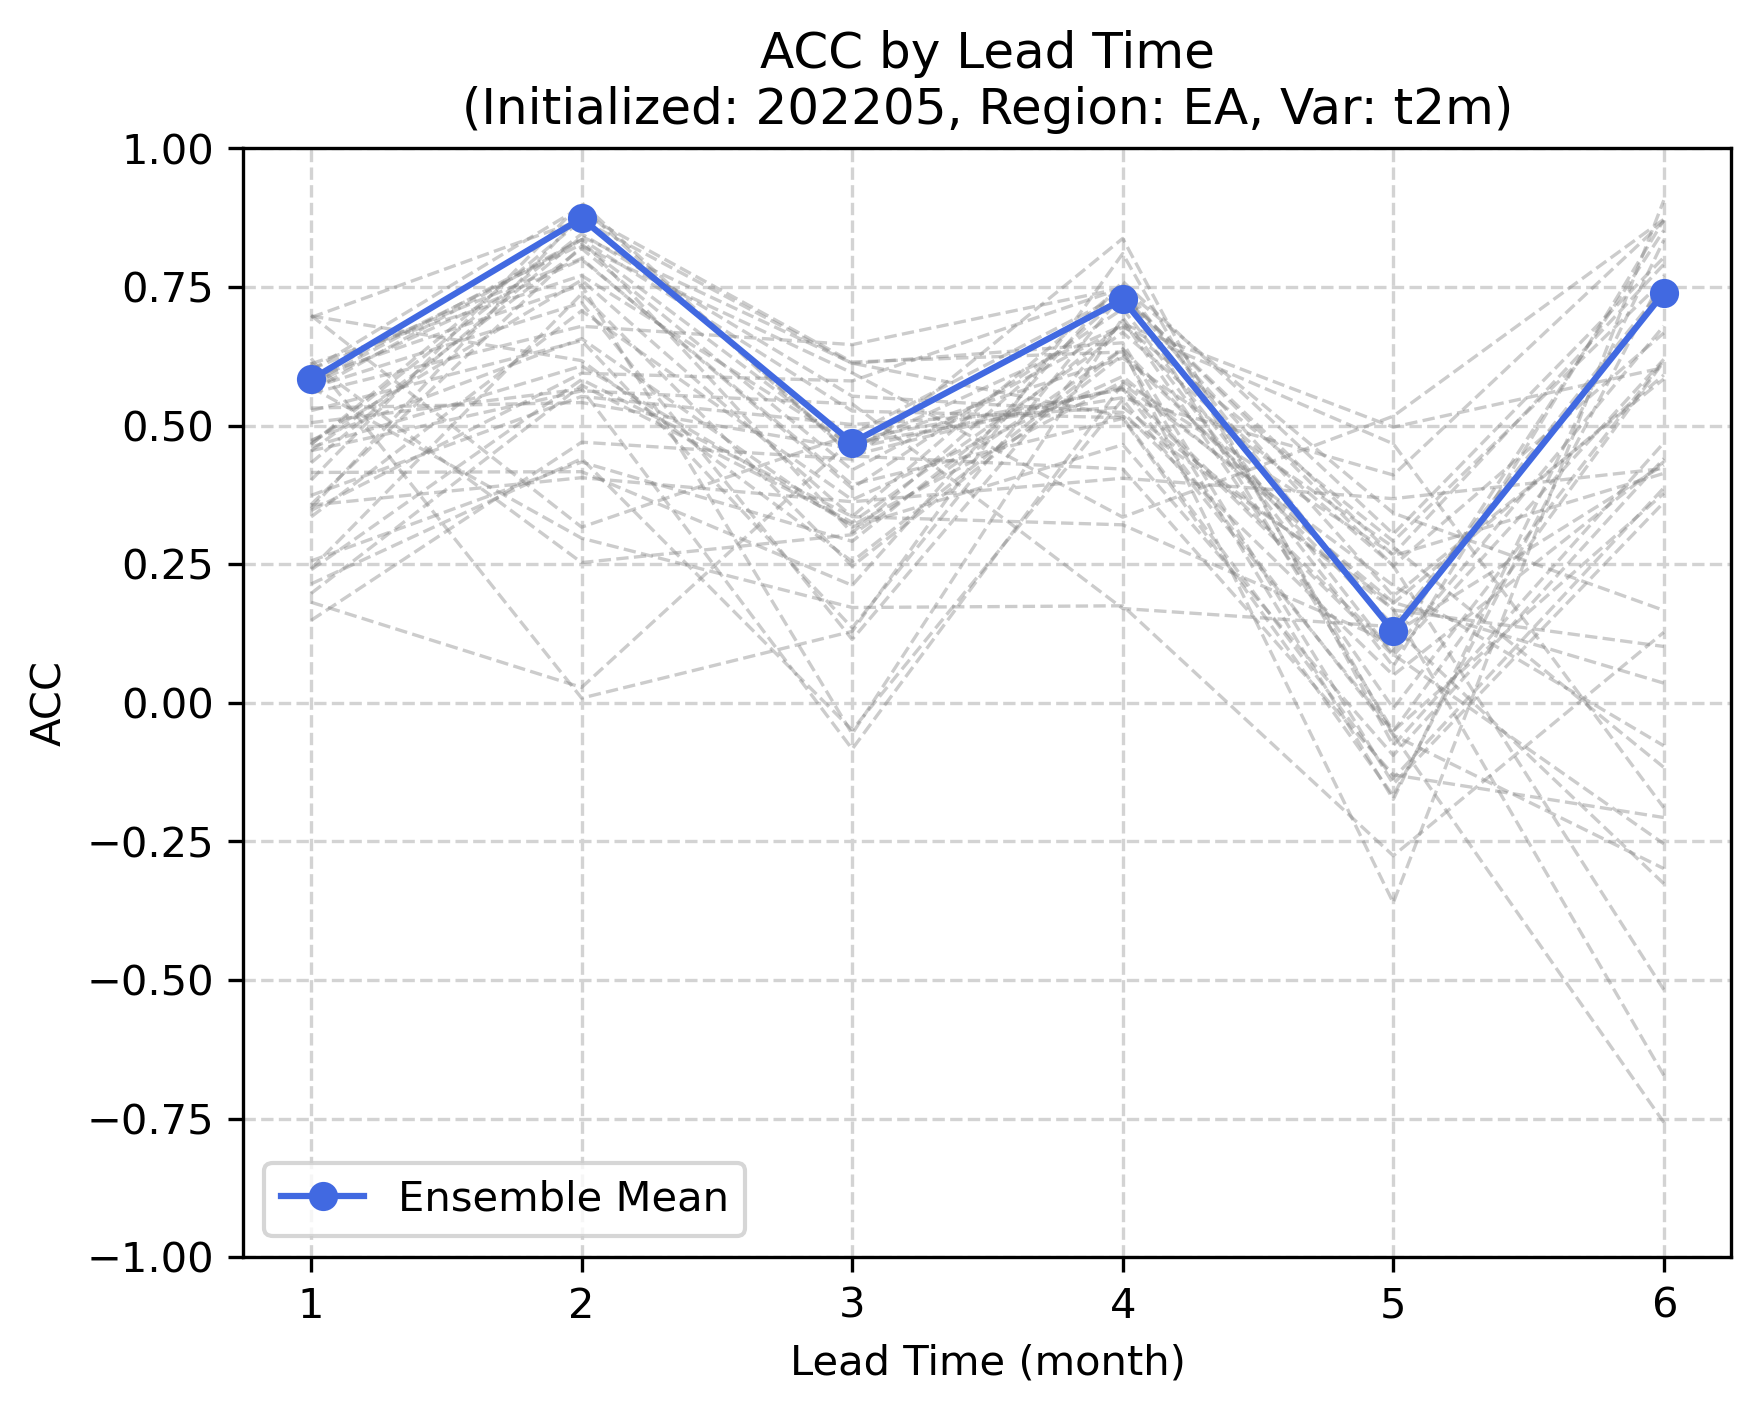 ACC by Lead Time
(Initialized: 202205, Region: EA, Var: t2m)
1.00
0.75
0.50
0.25
0.00
−0.25
−0.50
−0.75
−1.00
ACC
Ensemble Mean
1 2 3 4 5 6
Lead Time (month)